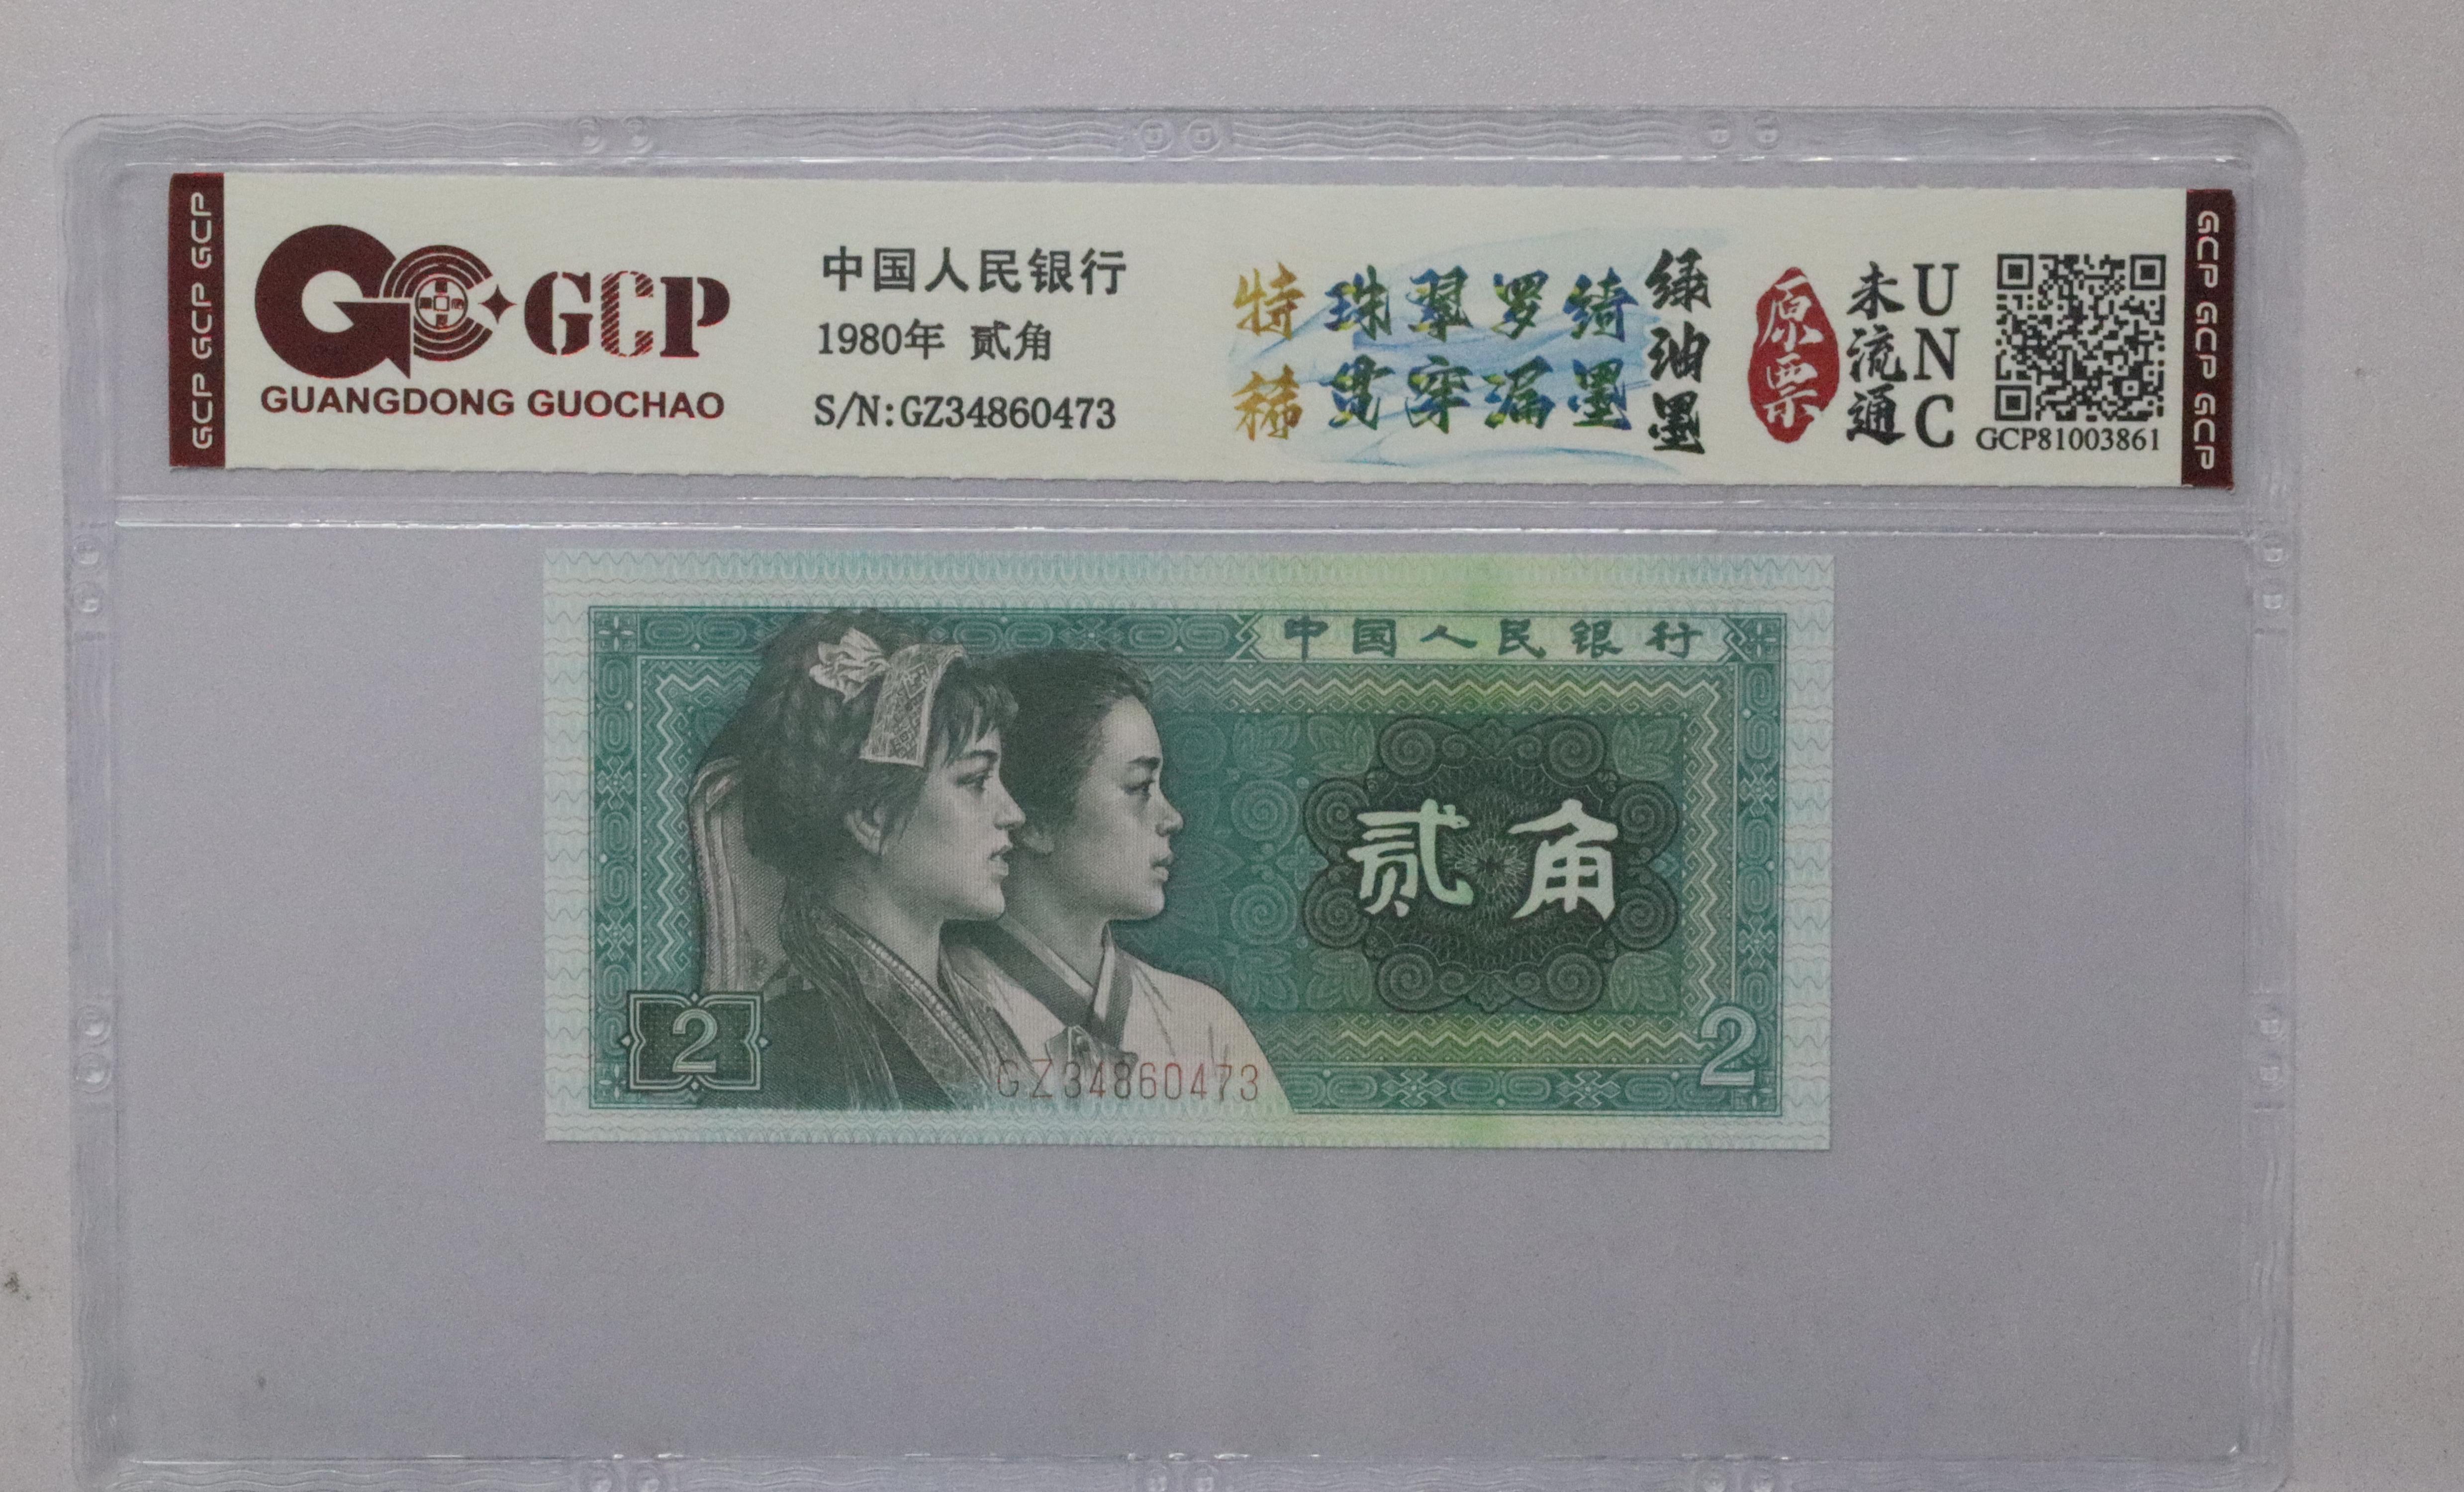 GCP GCP GCP
GCP
GUANGDONG GUOCHAO
中国人民银行
1980年 贰角
S/N:GZ34860473
特稀
珠翠罗绮
贯穿漏墨
绿油墨
原票
未流通
UNC
GCP81003861
GCP GCP GCP
中国人民银行
贰角
2
GZ34860473
2